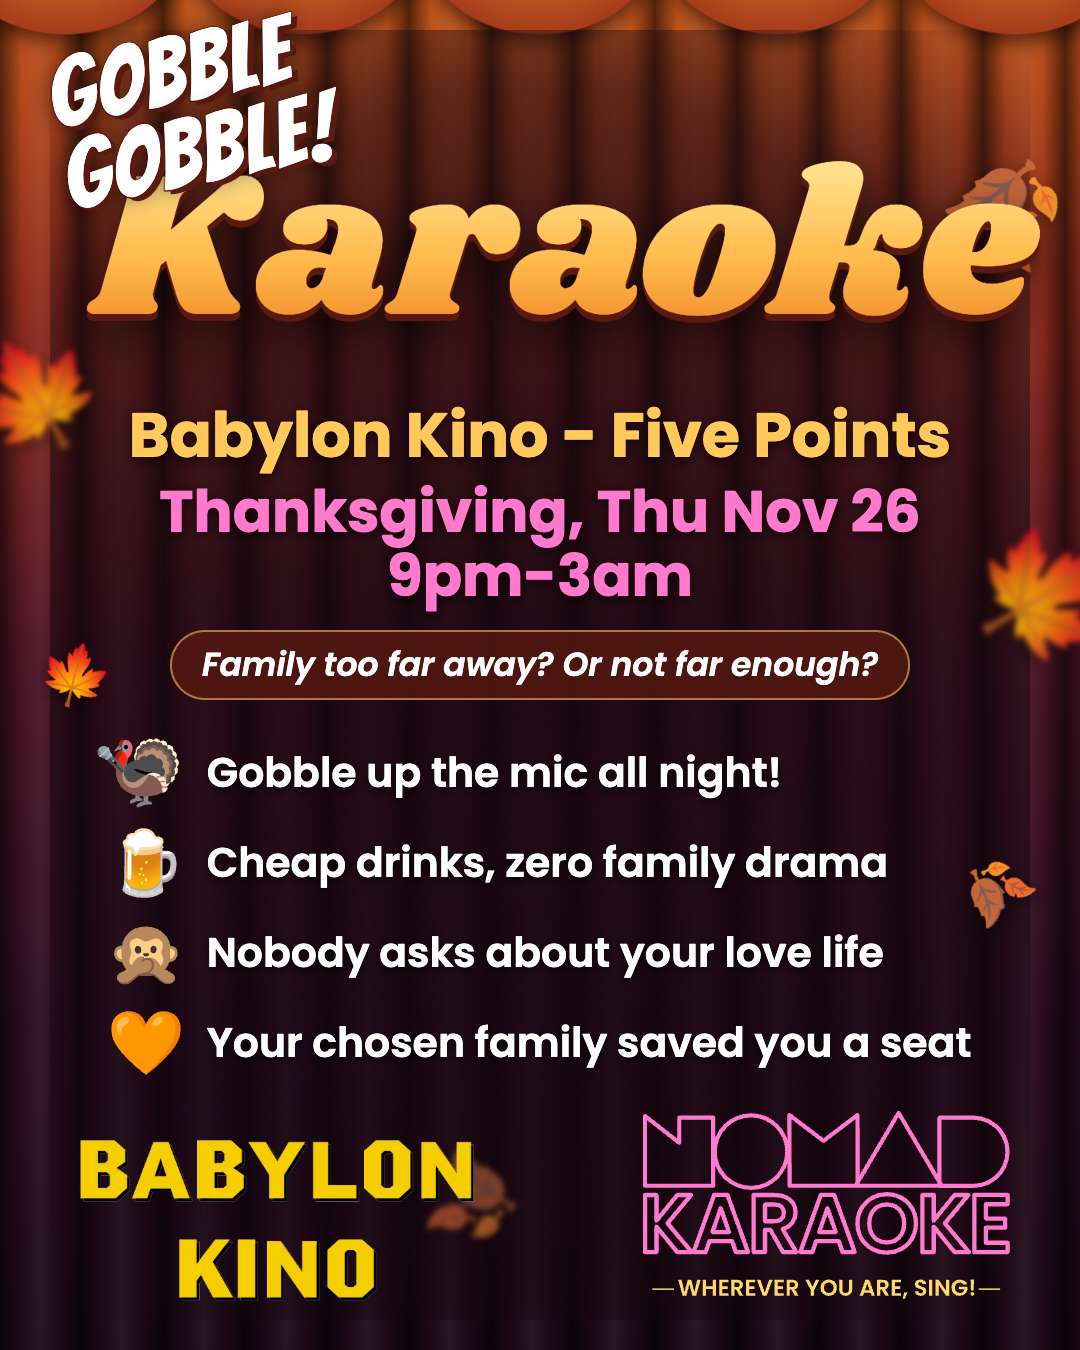 GOBBLE
GOBBLE!
Karaoke
Babylon Kino - Five Points
Thanksgiving, Thu Nov 26
9pm-3am
Family too far away? Or not far enough?
Gobble up the mic all night!
Cheap drinks, zero family drama
Nobody asks about your love life
Your chosen family saved you a seat
BABYLON
KINO
NOMAD
KARAOKE
— WHEREVER YOU ARE, SING! —